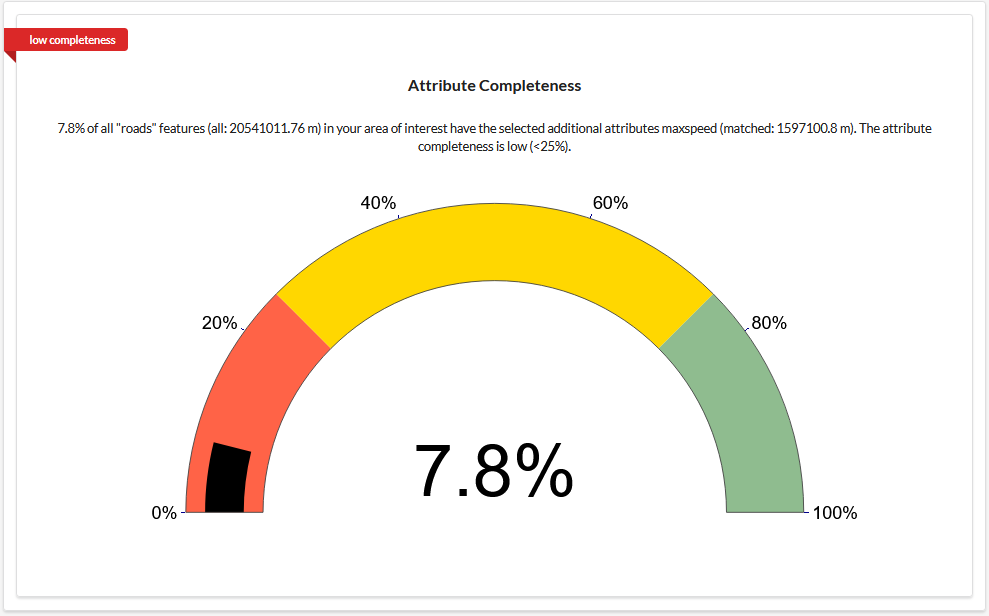 low completeness
Attribute Completeness
7.8% of all "roads" features (all: 20541011.76 m) in your area of interest have the selected additional attributes maxspeed (matched: 1597100.8 m). The attribute
completeness is low (<25%).
40%
60%
20%
80%
7.8%
0%
100%